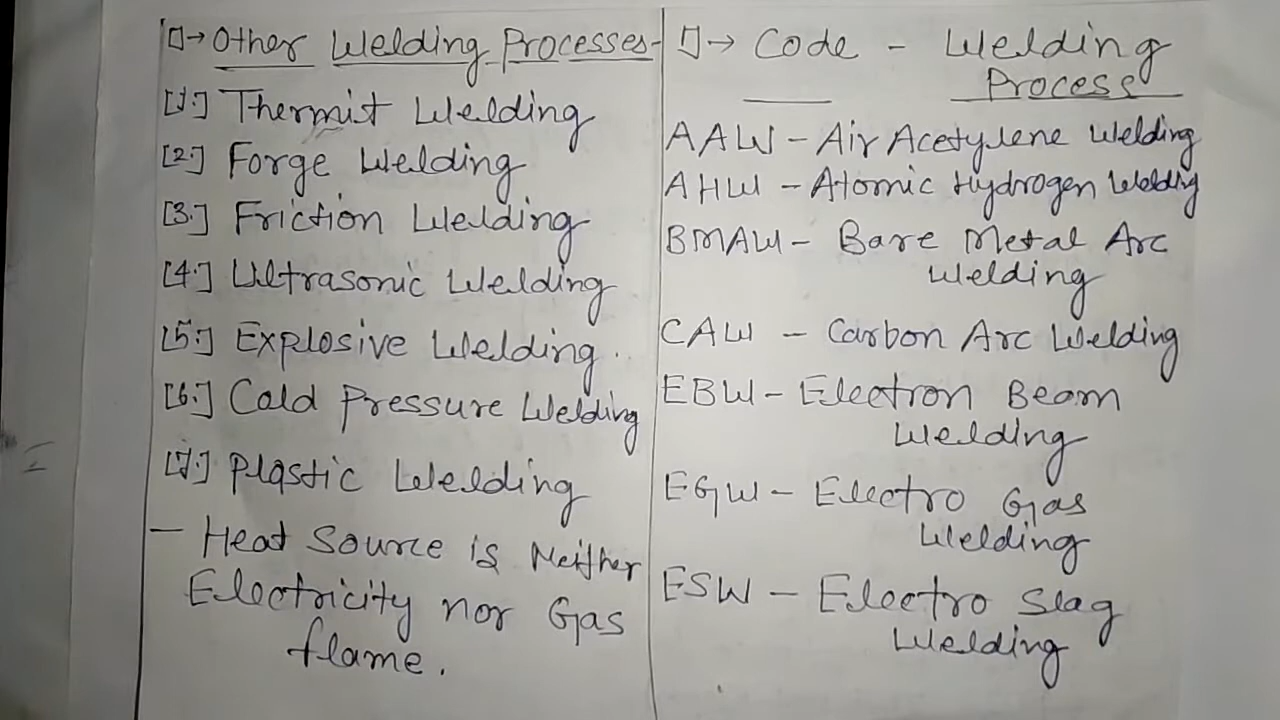 ▯→ Other Welding Processes-
[1.] Thermit Welding
[2.] Forge Welding
[3.] Friction Welding
[4.] Ultrasonic Welding
[5.] Explosive Welding.
[6.] Cold Pressure Welding
[7.] Plastic Welding
- Heat Source is Neither
Electricity nor Gas
flame.
▯→ Code - Welding
Process
AAW - Air Acetylene Welding
AHW - Atomic Hydrogen Welding
BMAW - Bare Metal Arc
Welding
CAW - Carbon Arc Welding
EBW - Electron Beam
Welding
EGW - Electro Gas
Welding
ESW - Electro Slag
Welding